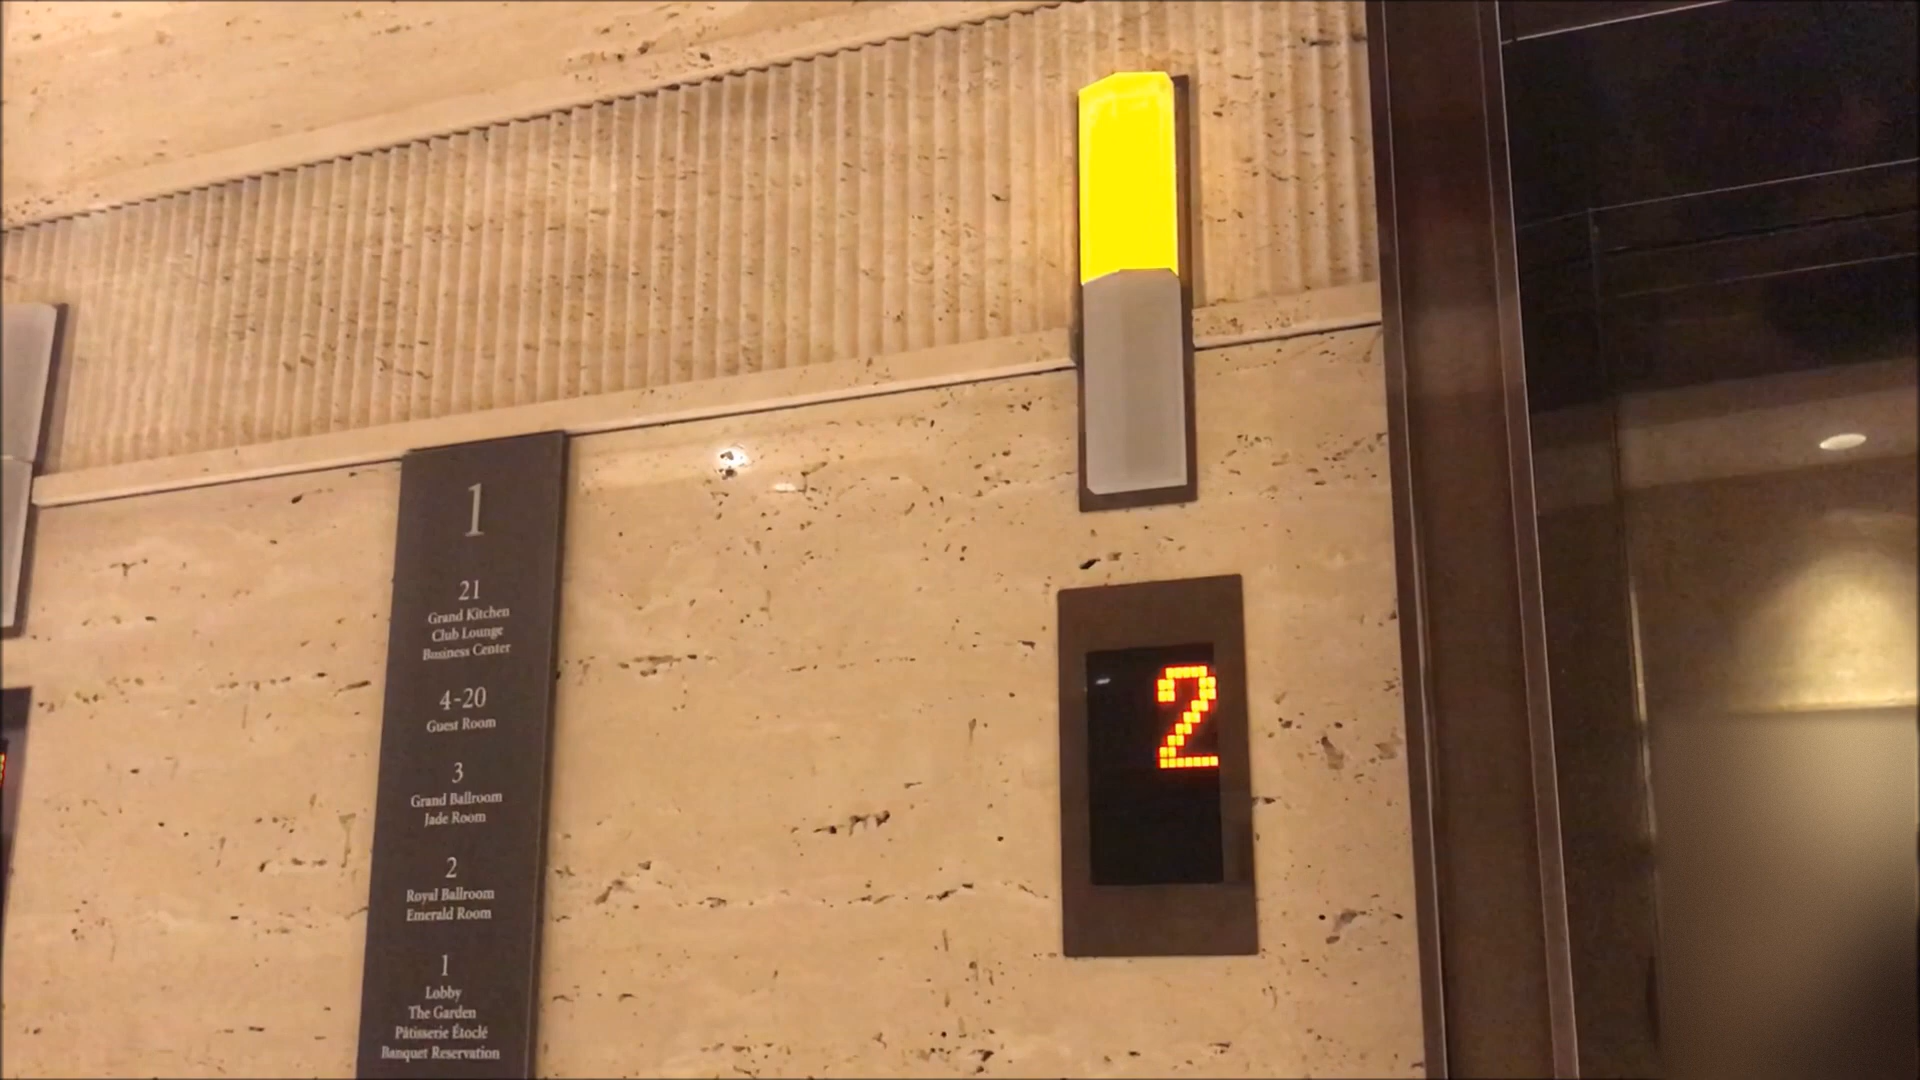 1
21
Grand Kitchen
Club Lounge
Business Center
4-20
Guest Room
3
Grand Ballroom
Jade Room
2
Royal Ballroom
Emerald Room
1
Lobby
The Garden
Pâtisserie Étoclé
Banquet Reservation
2